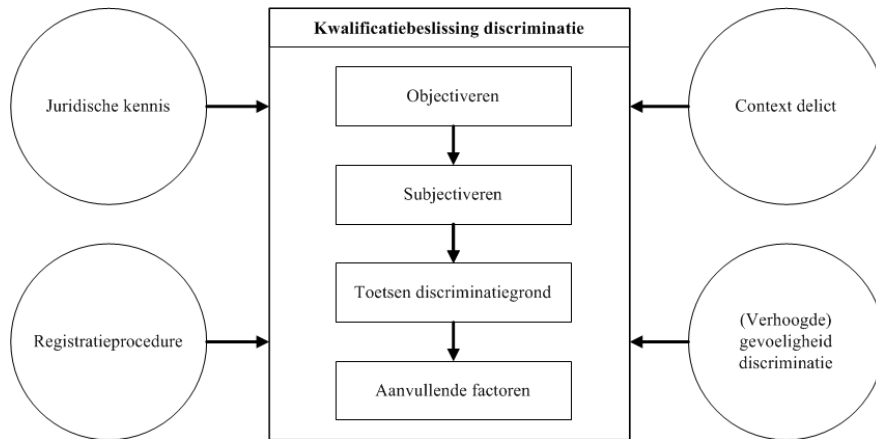 Kwalificatiebeslissing discriminatie
Juridische kennis
Objectiveren
Context delict
Subjectiveren
Toetsen discriminatiegrond
Registratieprocedure
(Verhoogde)
gevoeligheid
discriminatie
Aanvullende factoren